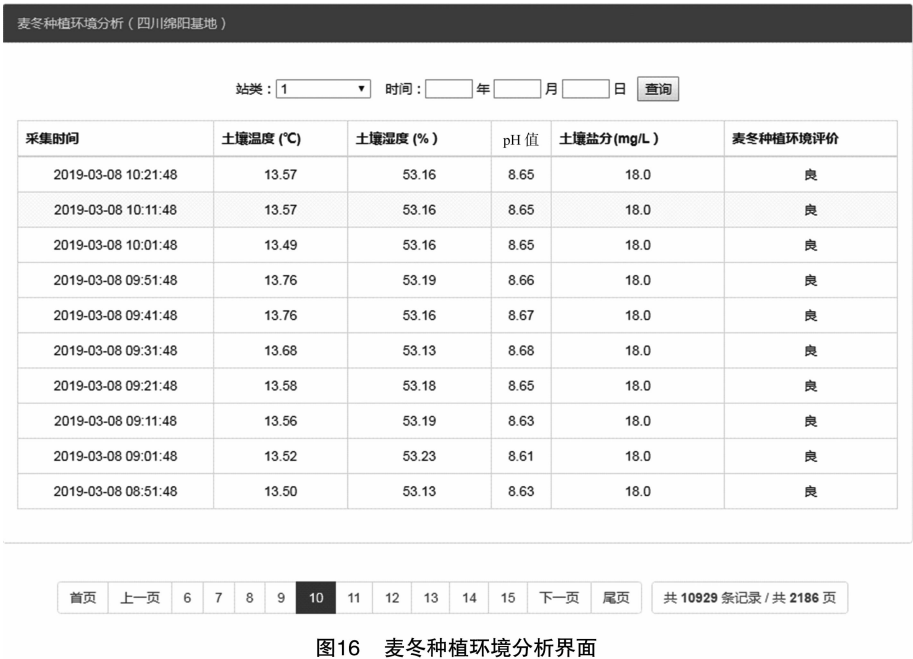 麦冬种植环境分析（四川绵阳基地）
站类：1 时间： 年 月 日 查询
采集时间 土壤温度 (℃) 土壤湿度 (% ) pH 值 土壤盐分(mg/L ) 麦冬种植环境评价
2019-03-08 10:21:48 13.57 53.16 8.65 18.0 良
2019-03-08 10:11:48 13.57 53.16 8.65 18.0 良
2019-03-08 10:01:48 13.49 53.16 8.65 18.0 良
2019-03-08 09:51:48 13.76 53.19 8.66 18.0 良
2019-03-08 09:41:48 13.76 53.16 8.67 18.0 良
2019-03-08 09:31:48 13.68 53.13 8.68 18.0 良
2019-03-08 09:21:48 13.58 53.18 8.65 18.0 良
2019-03-08 09:11:48 13.56 53.19 8.63 18.0 良
2019-03-08 09:01:48 13.52 53.23 8.61 18.0 良
2019-03-08 08:51:48 13.50 53.13 8.63 18.0 良
首页 上一页 6 7 8 9 10 11 12 13 14 15 下一页 尾页 共 10929 条记录 / 共 2186 页
图16 麦冬种植环境分析界面